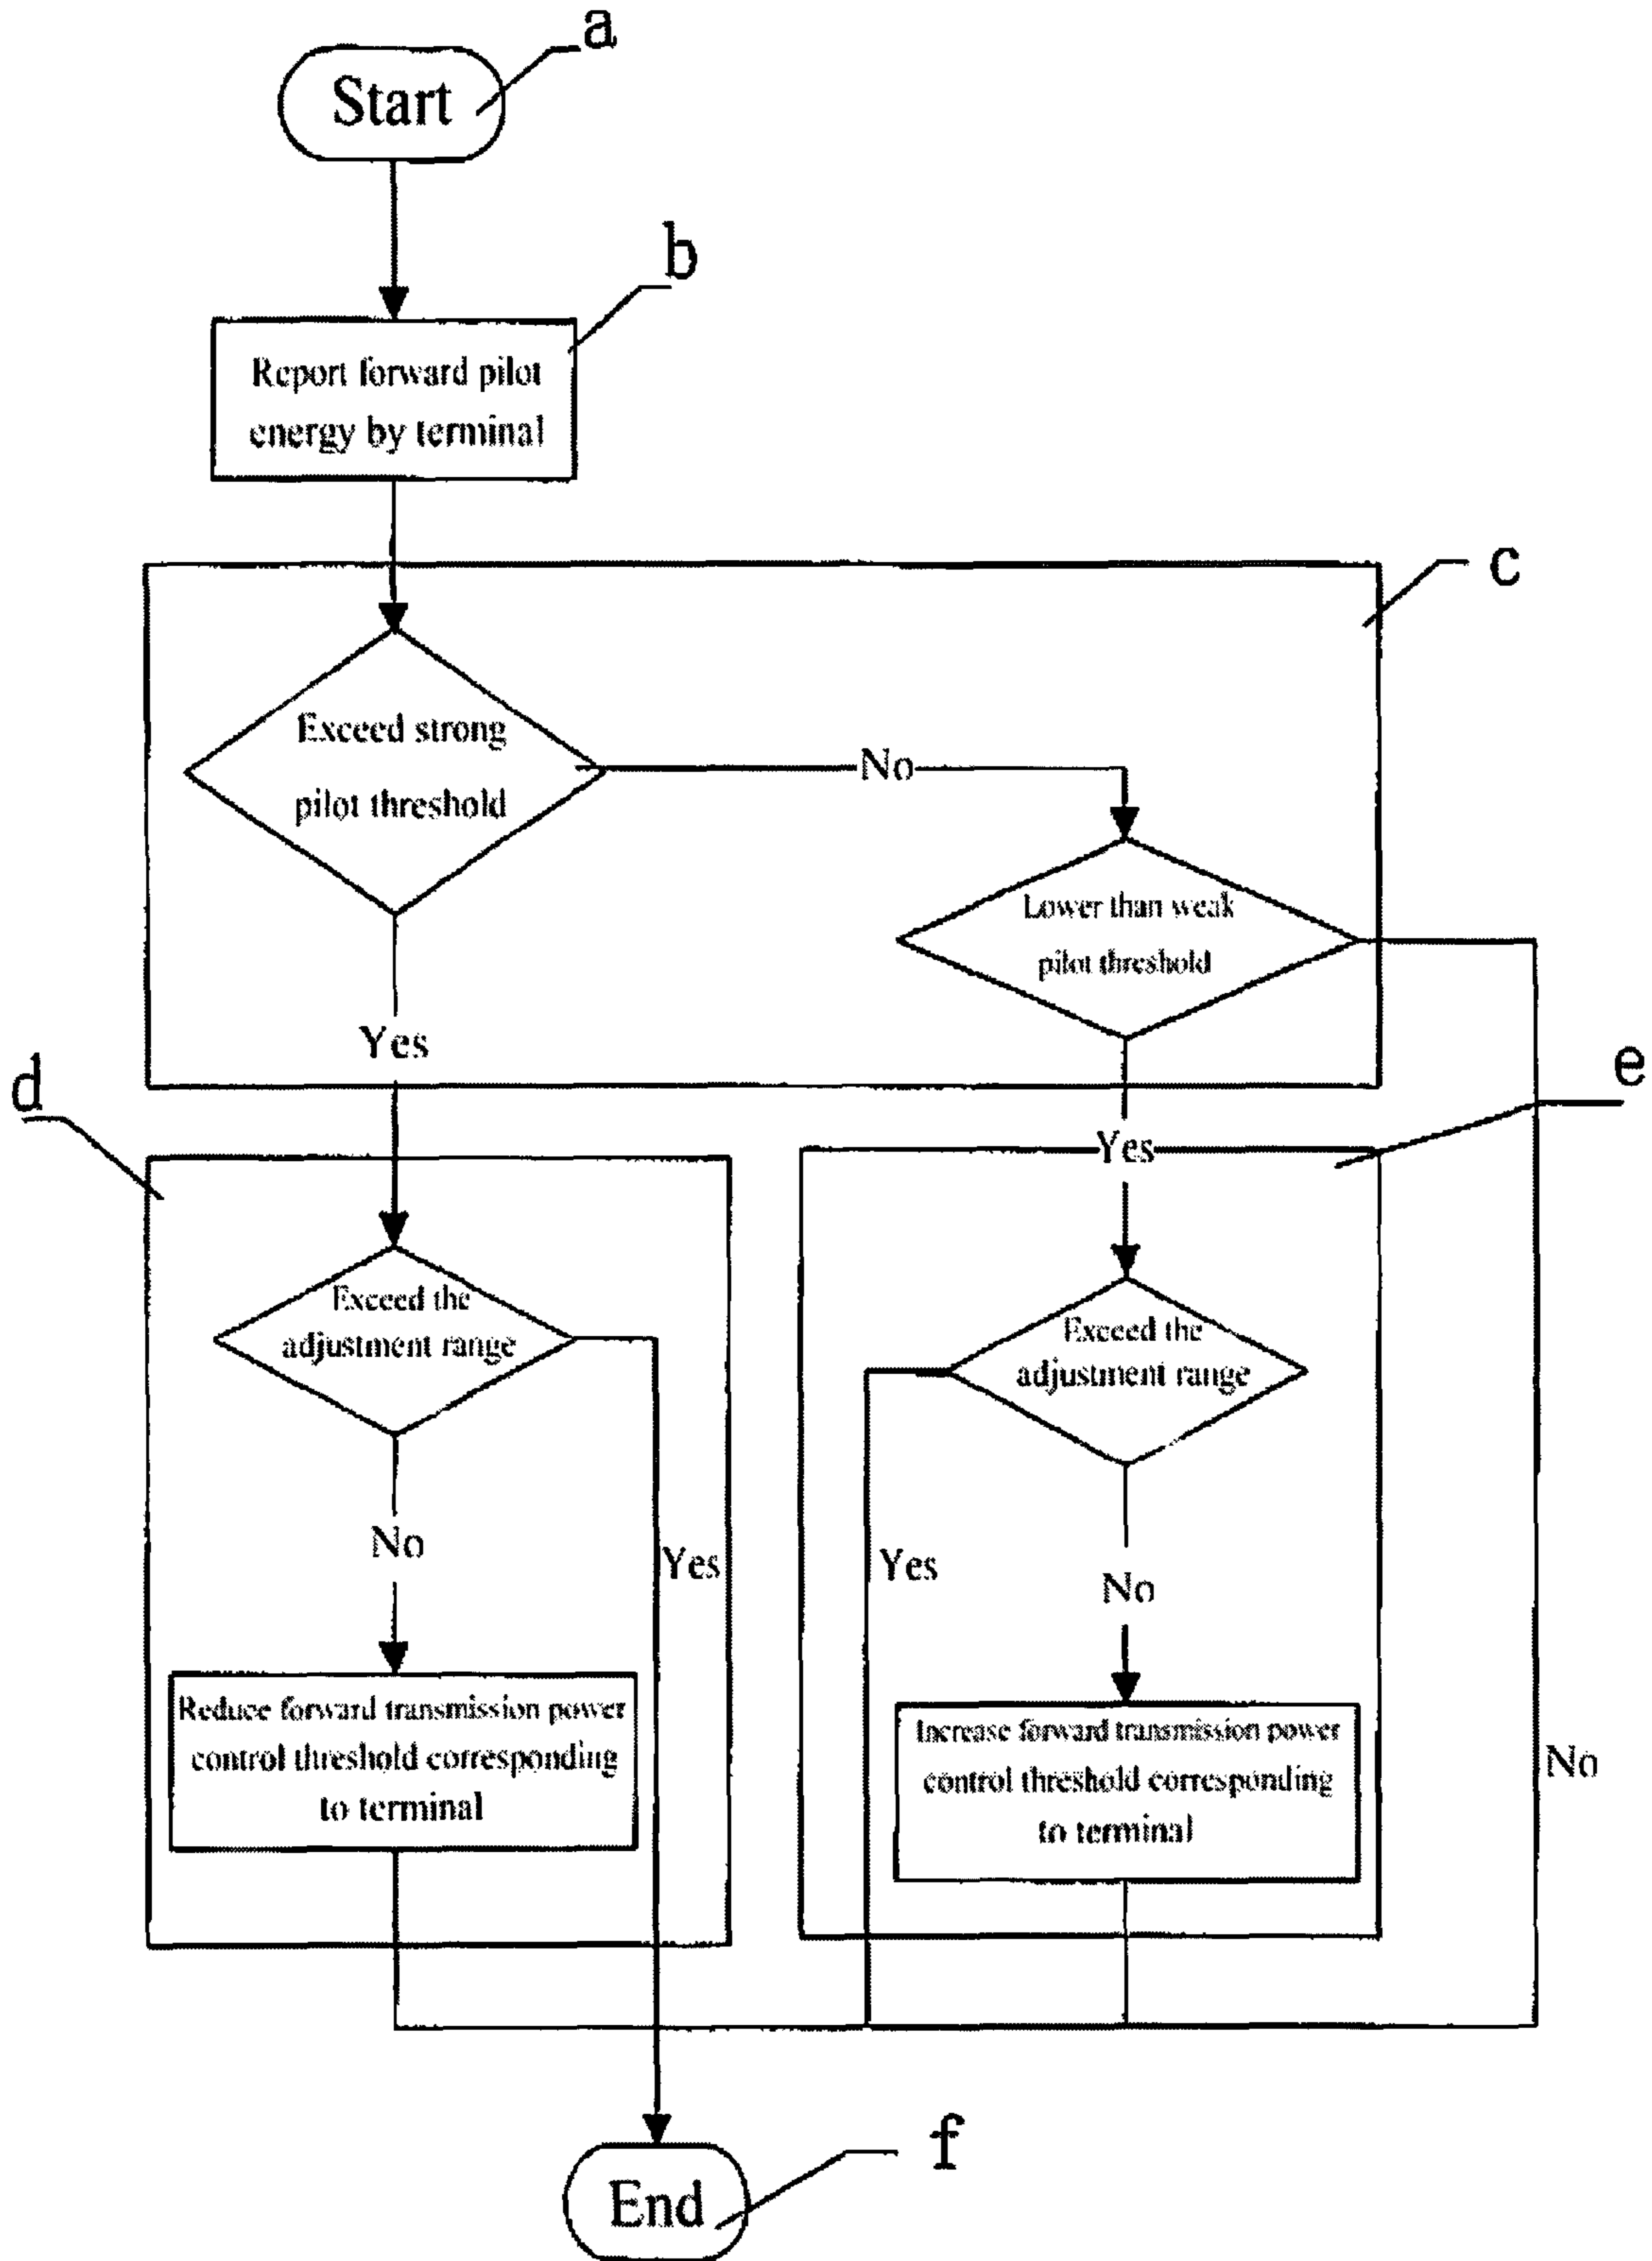 a
Start
b
Report forward pilot
energy by terminal
c
Exceed strong
pilot threshold
No
Lower than weak
pilot threshold
Yes
d
e
Yes
Exceed the
adjustment range
Exceed the
adjustment range
No
Yes
Yes
No
Reduce forward transmission power
control threshold corresponding
to terminal
Increase forward transmission power
control threshold corresponding
to terminal
No
f
End